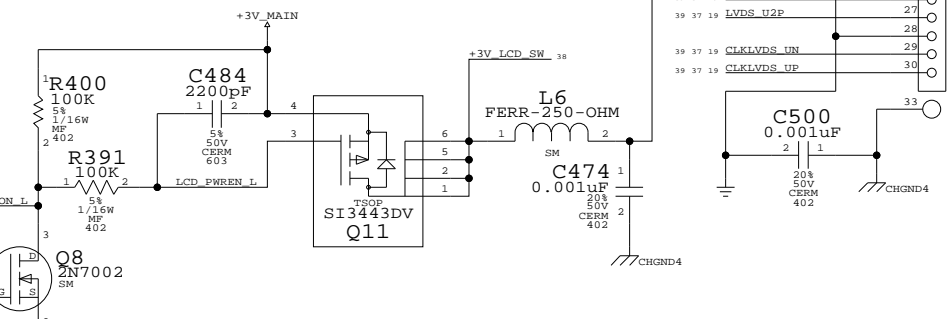 +3V_MAIN
1
R400
100K
5%
1/16W
MF
402
2
C484
2200pF
1 2
5%
50V
CERM
603
R391
100K
1 2
5%
1/16W
MF
402
LCD_PWREN_L
ON_L
3
D
Q8
2N7002
SM
G S
4
3
6
5
2
1
TSOP
SI3443DV
Q11
+3V_LCD_SW 38
L6
FERR-250-OHM
1 2
SM
C474
0.001uF
20%
50V
CERM
402
1
2
CHGND4
39 37 19 LVDS_U2P 27
28
39 37 19 CLKLVDS_UN 29
39 37 19 CLKLVDS_UP 30
33
C500
0.001uF
2 1
20%
50V
CERM
402
CHGND4